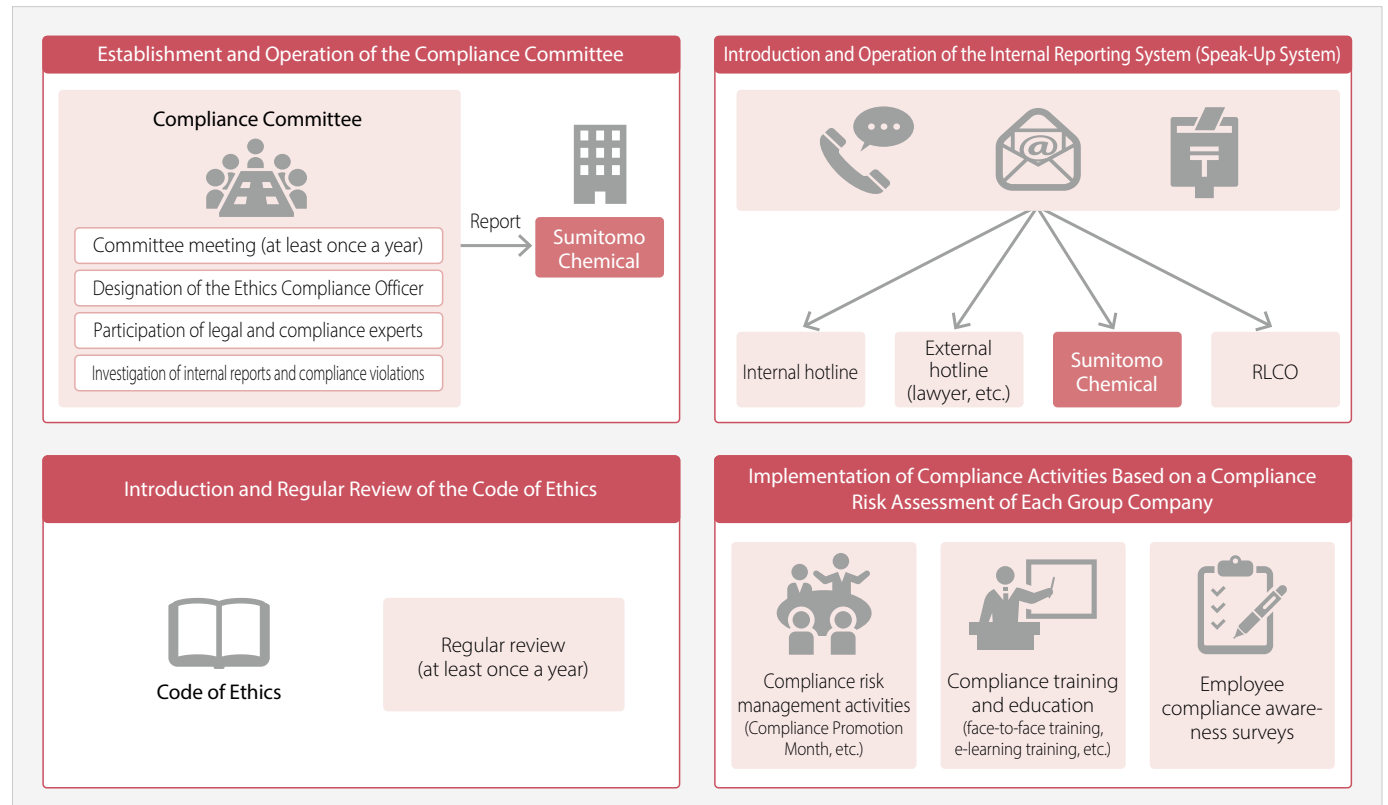 Establishment and Operation of the Compliance Committee
Compliance Committee
Committee meeting (at least once a year)
Designation of the Ethics Compliance Officer
Participation of legal and compliance experts
Investigation of internal reports and compliance violations
Report
Sumitomo
Chemical
Introduction and Operation of the Internal Reporting System (Speak-Up System)
@
Internal hotline
External
hotline
(lawyer, etc.)
Sumitomo
Chemical
RLCO
Introduction and Regular Review of the Code of Ethics
Code of Ethics
Regular review
(at least once a year)
Implementation of Compliance Activities Based on a Compliance
Risk Assessment of Each Group Company
Compliance risk
management activities
(Compliance Promotion
Month, etc.)
Compliance training
and education
(face-to-face training,
e-learning training, etc.)
Employee
compliance aware-
ness surveys